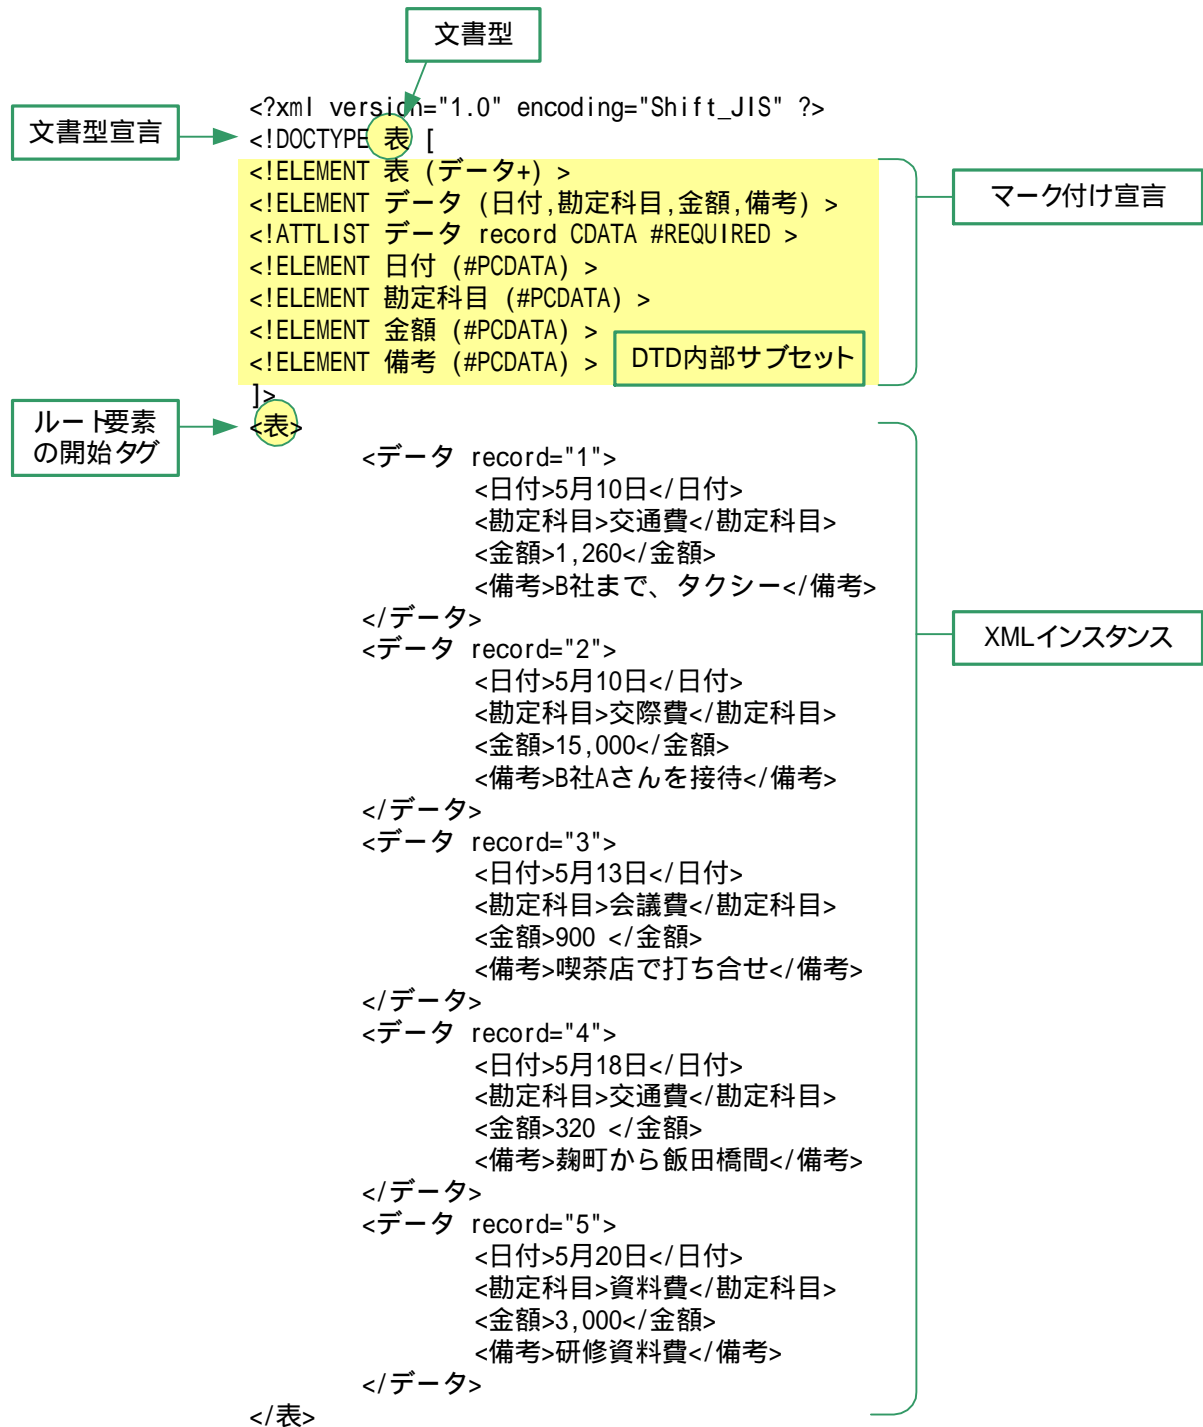 文書型
<?xml version="1.0" encoding="Shift_JIS" ?>
文書型宣言
<!DOCTYPE 表 [
<!ELEMENT 表 (データ+) >
マーク付け宣言
<!ELEMENT データ (日付,勘定科目,金額,備考) >
<!ATTLIST データ record CDATA #REQUIRED >
<!ELEMENT 日付 (#PCDATA) >
<!ELEMENT 勘定科目 (#PCDATA) >
<!ELEMENT 金額 (#PCDATA) >
<!ELEMENT 備考 (#PCDATA) >
DTD内部サブセット
]>
ルート要素
の開始タグ
<表>
<データ record="1">
<日付>5月10日</日付>
<勘定科目>交通費</勘定科目>
<金額>1,260</金額>
<備考>B社まで、タクシー</備考>
</データ>
<データ record="2">
XMLインスタンス
<日付>5月10日</日付>
<勘定科目>交際費</勘定科目>
<金額>15,000</金額>
<備考>B社Aさんを接待</備考>
</データ>
<データ record="3">
<日付>5月13日</日付>
<勘定科目>会議費</勘定科目>
<金額>900 </金額>
<備考>喫茶店で打ち合せ</備考>
</データ>
<データ record="4">
<日付>5月18日</日付>
<勘定科目>交通費</勘定科目>
<金額>320 </金額>
<備考>麹町から飯田橋間</備考>
</データ>
<データ record="5">
<日付>5月20日</日付>
<勘定科目>資料費</勘定科目>
<金額>3,000</金額>
<備考>研修資料費</備考>
</データ>
</表>